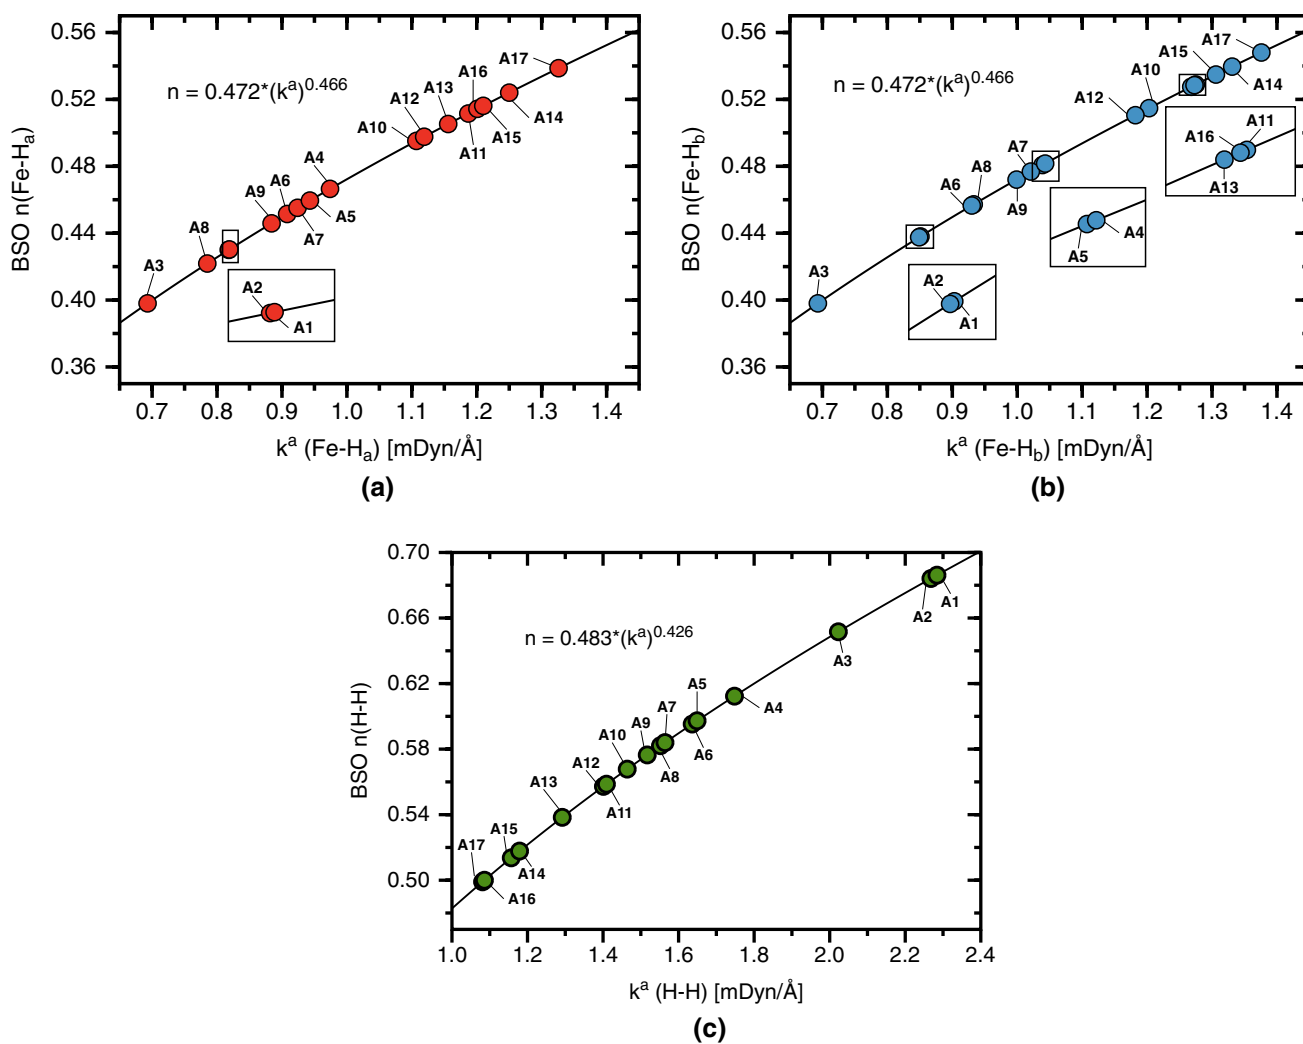 0.56
0.52
0.48
0.44
0.40
0.36
BSO n(Fe-Hₐ)
n = 0.472*(kᵃ)⁰·⁴⁶⁶
A17
A16
A13
A12
A10
A14
A15
A11
A4
A6
A9
A5
A7
A8
A3
A2
A1
0.7 0.8 0.9 1.0 1.1 1.2 1.3 1.4
kᵃ (Fe-Hₐ) [mDyn/Å]
(a)
0.56
0.52
0.48
0.44
0.40
0.36
BSO n(Fe-H_b)
n = 0.472*(kᵃ)⁰·⁴⁶⁶
A17
A15
A10
A14
A12
A11
A16
A13
A7
A8
A6
A9
A4
A5
A3
A2
A1
0.7 0.8 0.9 1.0 1.1 1.2 1.3 1.4
kᵃ (Fe-H_b) [mDyn/Å]
(b)
0.70
0.66
0.62
0.58
0.54
0.50
BSO n(H-H)
n = 0.483*(kᵃ)⁰·⁴²⁶
A1
A2
A3
A5
A4
A7
A9
A10
A6
A8
A12
A13
A11
A15
A17
A14
A16
1.0 1.2 1.4 1.6 1.8 2.0 2.2 2.4
kᵃ (H-H) [mDyn/Å]
(c)